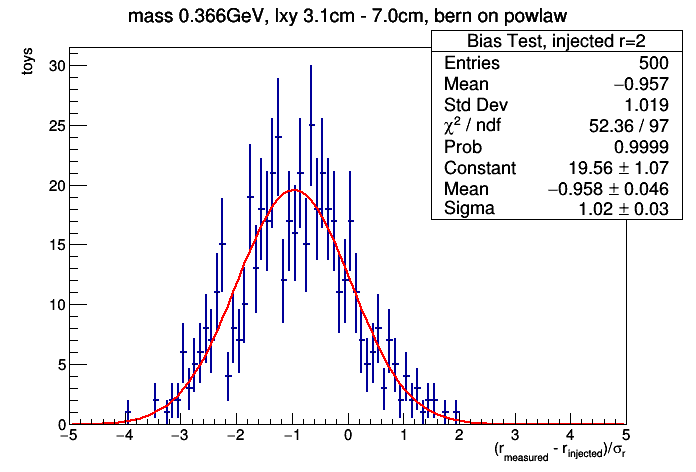 mass 0.366GeV, lxy 3.1cm - 7.0cm, bern on powlaw
Bias Test, injected r=2
Entries 500
Mean −0.957
Std Dev 1.019
χ² / ndf 52.36 / 97
Prob 0.9999
Constant 19.56 ± 1.07
Mean −0.958 ± 0.046
Sigma 1.02 ± 0.03
toys
30
25
20
15
10
5
0
−5 −4 −3 −2 −1 0 1 2 3 4 5
(r_measured - r_injected)/σ_r